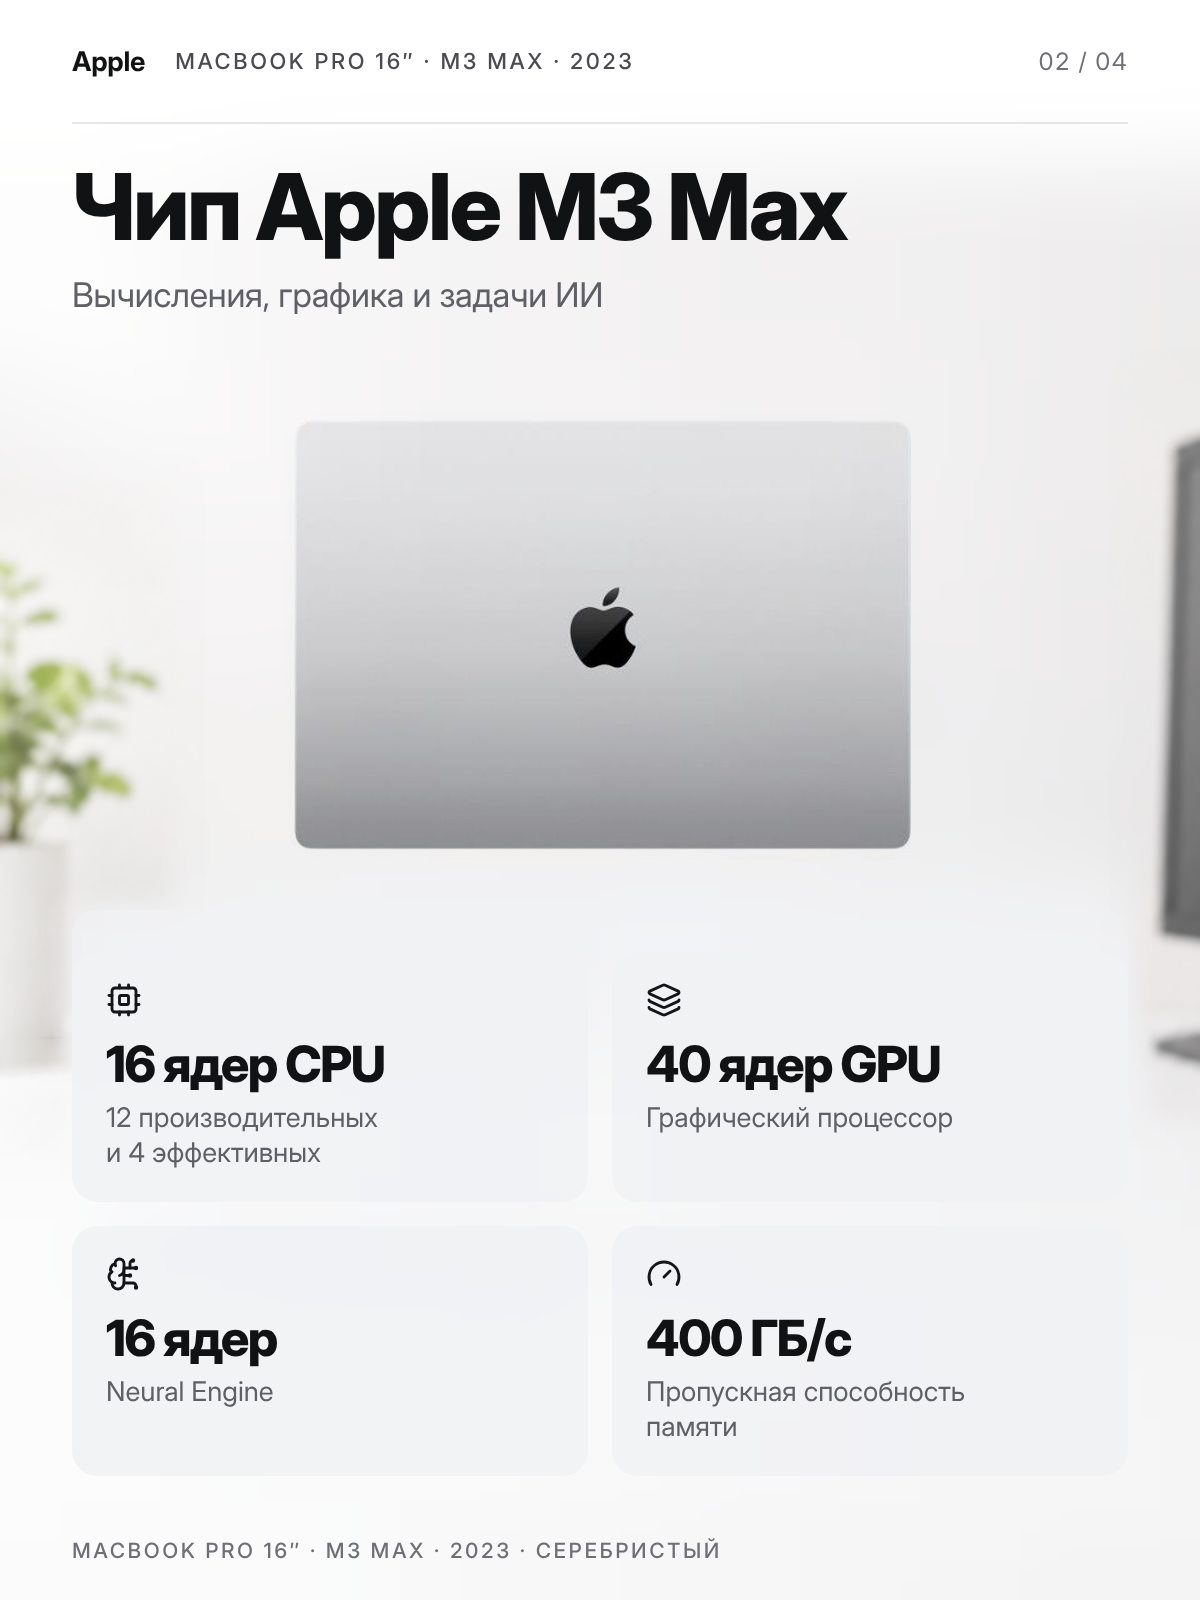 Apple MACBOOK PRO 16″ · M3 MAX · 2023 02 / 04
Чип Apple M3 Max
Вычисления, графика и задачи ИИ
16 ядер CPU
12 производительных
и 4 эффективных
40 ядер GPU
Графический процессор
16 ядер
Neural Engine
400 ГБ/с
Пропускная способность
памяти
MACBOOK PRO 16″ · M3 MAX · 2023 · СЕРЕБРИСТЫЙ